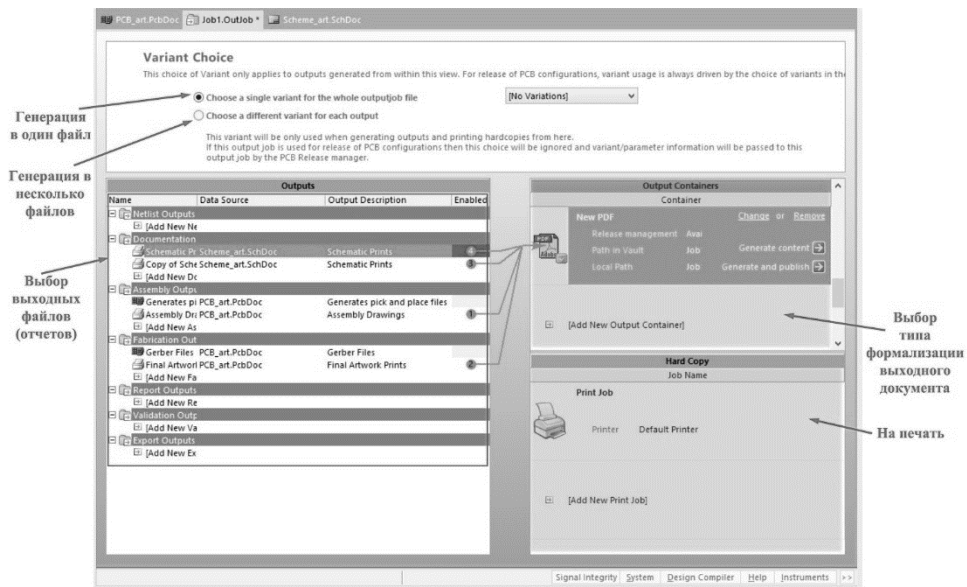 PCB_art.PcbDoc Job1.OutJob * Scheme_art.SchDoc
Variant Choice
This choice of Variant only applies to outputs generated from within this view. For release of PCB configurations, variant usage is always driven by the choice of variants in the
Choose a single variant for the whole outputjob file [No Variations]
Choose a different variant for each output
This variant will be only used when generating outputs and printing hardcopies from here.
If this output job is used for release of PCB configurations then this choice will be ignored and variant/parameter information will be passed to this
output job by the PCB Release manager.
Генерация
в один файл
Генерация в
несколько
файлов
Выбор
выходных
файлов
(отчетов)
Outputs
Name Data Source Output Description Enabled
Netlist Outputs
[Add New Ne
Documentation
Schematic Pr Scheme_art.SchDoc Schematic Prints 4
Copy of Sche Scheme_art.SchDoc Schematic Prints 3
[Add New Dc
Assembly Outpu
Generates pi PCB_art.PcbDoc Generates pick and place files
Assembly Dra PCB_art.PcbDoc Assembly Drawings 1
[Add New As
Fabrication Out
Gerber Files PCB_art.PcbDoc Gerber Files
Final Artworl PCB_art.PcbDoc Final Artwork Prints 2
[Add New Fa
Report Outputs
[Add New Re
Validation Outp
[Add New Va
Export Outputs
[Add New Ex
Output Containers
Container
New PDF Change or Remove
Release management Avai
Path in Vault Job Generate content
Local Path Job Generate and publish
PDF
Adobe
[Add New Output Container]
Hard Copy
Job Name
Print Job
Printer Default Printer
[Add New Print Job]
Выбор
типа
формализации
выходного
документа
На печать
Signal Integrity System Design Compiler Help Instruments >>